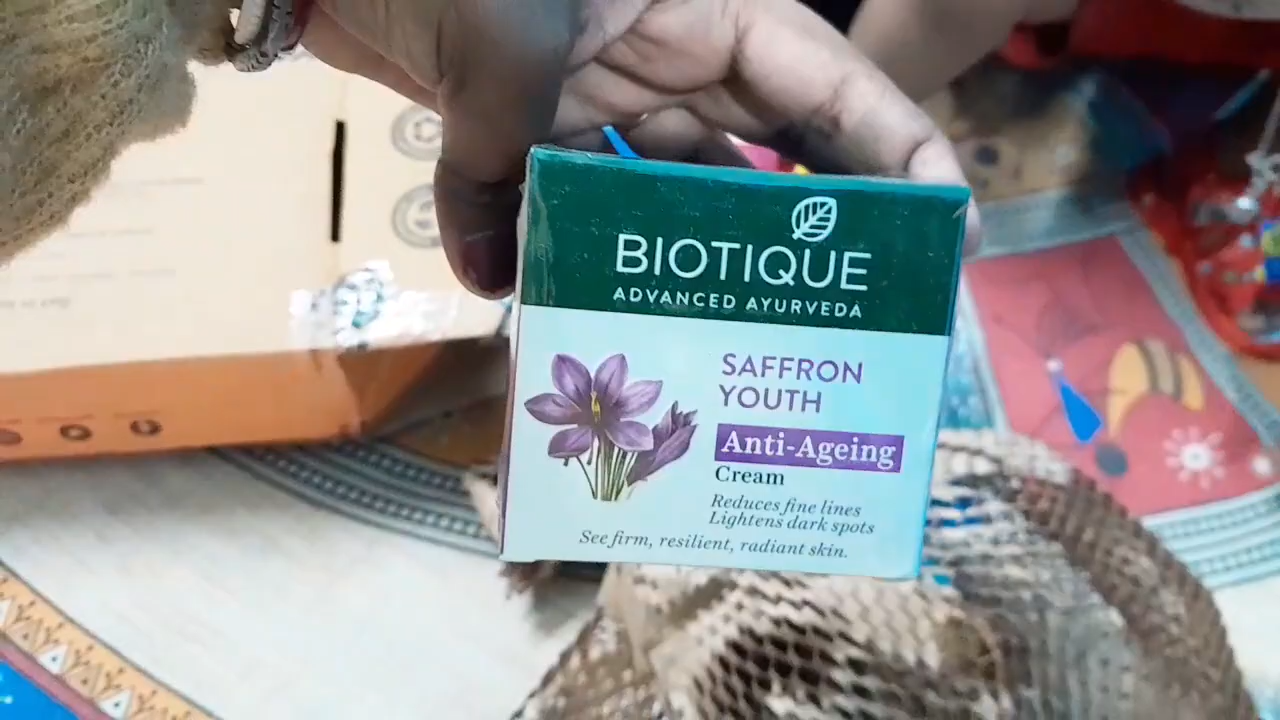 BIOTIQUE
ADVANCED AYURVEDA
SAFFRON
YOUTH
Anti-Ageing
Cream
Reduces fine lines
Lightens dark spots
See firm, resilient, radiant skin.